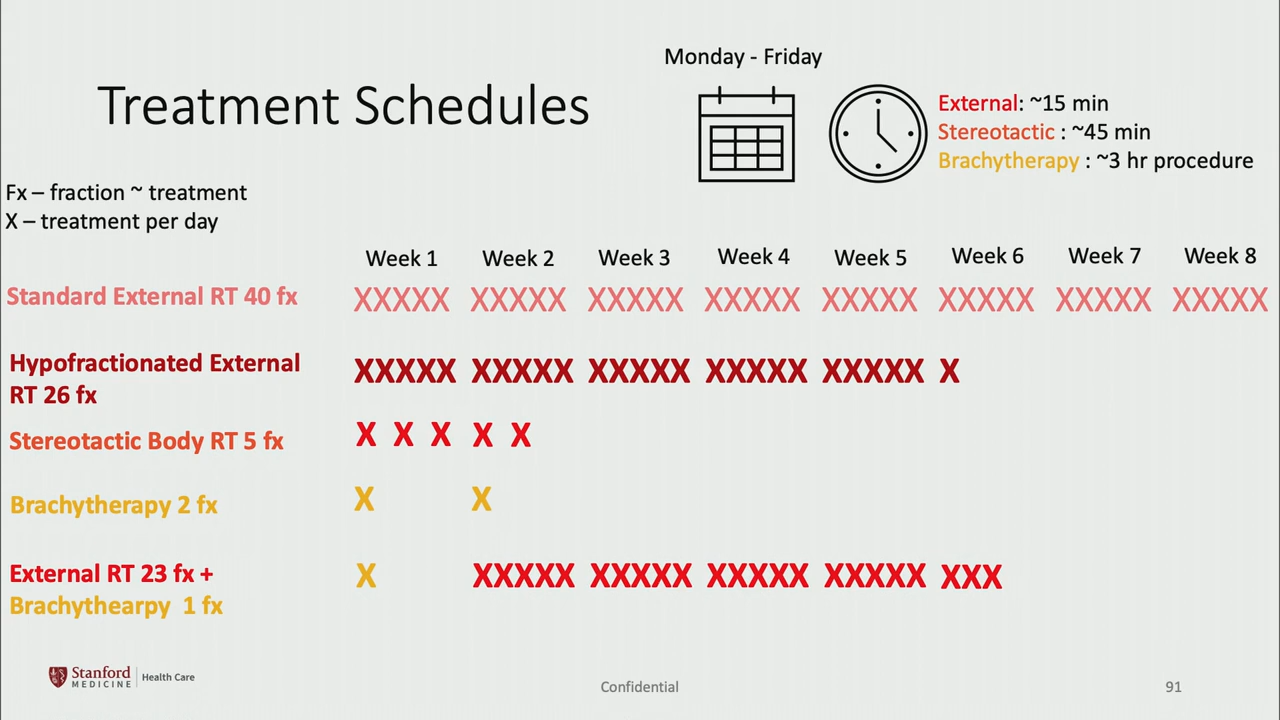 Monday - Friday
Treatment Schedules
External: ~15 min
Stereotactic : ~45 min
Brachytherapy : ~3 hr procedure
Fx – fraction ~ treatment
X – treatment per day
Week 1 Week 2 Week 3 Week 4 Week 5 Week 6 Week 7 Week 8
Standard External RT 40 fx XXXXX XXXXX XXXXX XXXXX XXXXX XXXXX XXXXX XXXXX
Hypofractionated External
RT 26 fx XXXXX XXXXX XXXXX XXXXX XXXXX X
Stereotactic Body RT 5 fx X X X X X
Brachytherapy 2 fx X X
External RT 23 fx + X XXXXX XXXXX XXXXX XXXXX XXX
Brachythearpy 1 fx
Stanford
MEDICINE Health Care
Confidential
91